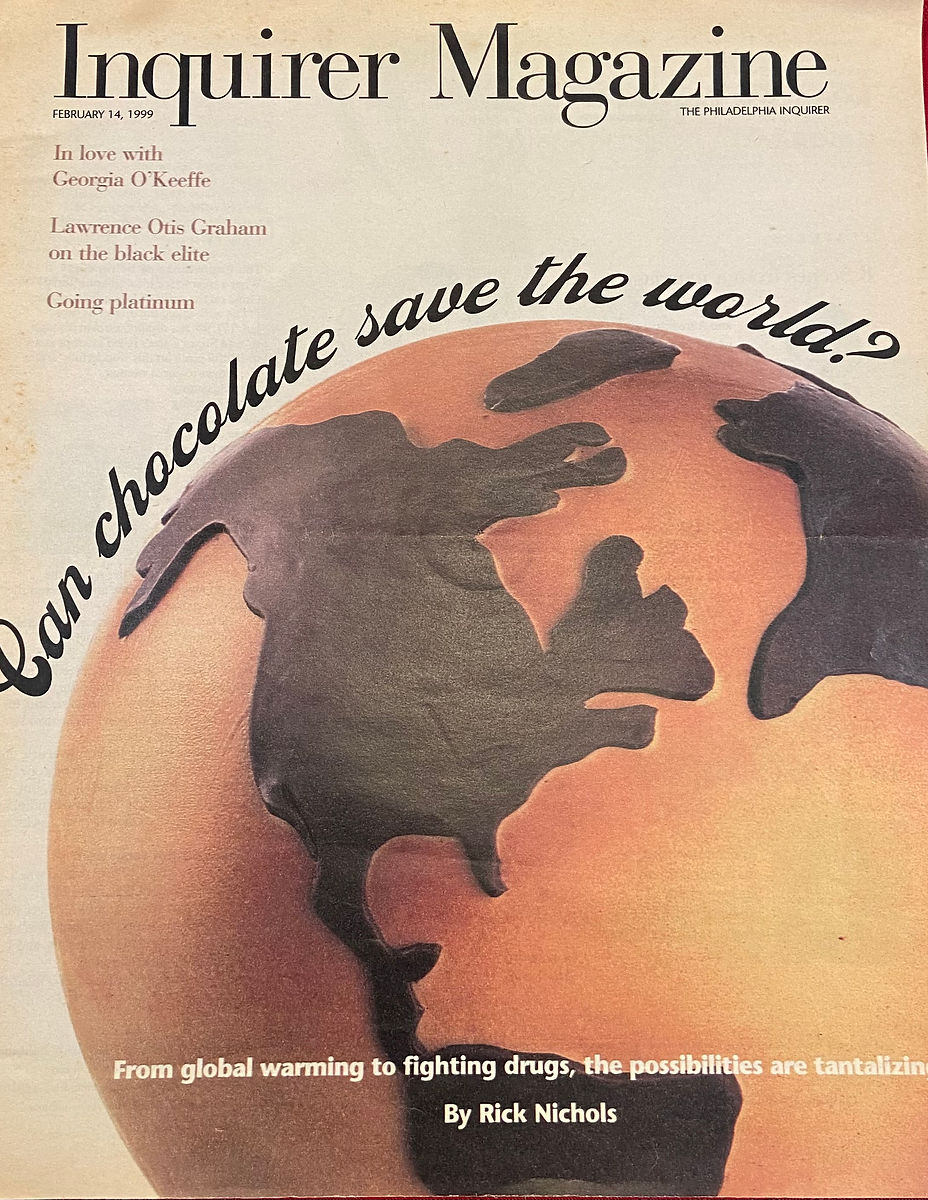 Inquirer Magazine
FEBRUARY 14, 1999
THE PHILADELPHIA INQUIRER
In love with
Georgia O'Keeffe
Lawrence Otis Graham
on the black elite
Going platinum
Can chocolate save the world?
From global warming to fighting drugs, the possibilities are tantalizin
By Rick Nichols